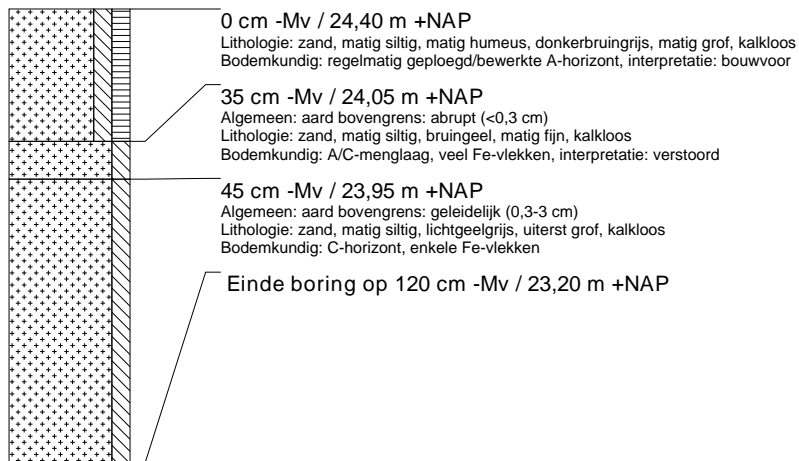 0 cm -Mv / 24,40 m +NAP
Lithologie: zand, matig siltig, matig humeus, donkerbruingrijs, matig grof, kalkloos
Bodemkundig: regelmatig geploegd/bewerkte A-horizont, interpretatie: bouwvoor
35 cm -Mv / 24,05 m +NAP
Algemeen: aard bovengrens: abrupt (<0,3 cm)
Lithologie: zand, matig siltig, bruingeel, matig fijn, kalkloos
Bodemkundig: A/C-menglaag, veel Fe-vlekken, interpretatie: verstoord
45 cm -Mv / 23,95 m +NAP
Algemeen: aard bovengrens: geleidelijk (0,3-3 cm)
Lithologie: zand, matig siltig, lichtgeelgrijs, uiterst grof, kalkloos
Bodemkundig: C-horizont, enkele Fe-vlekken
Einde boring op 120 cm -Mv / 23,20 m +NAP